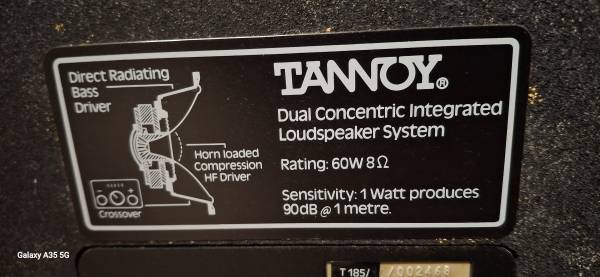 Direct Radiating
Bass
Driver
Horn loaded
Compression
HF Driver
Crossover
TANNOY®
Dual Concentric Integrated
Loudspeaker System
Rating: 60W 8Ω
Sensitivity: 1 Watt produces
90dB @ 1 metre.
T185/ /002468
Galaxy A35 5G